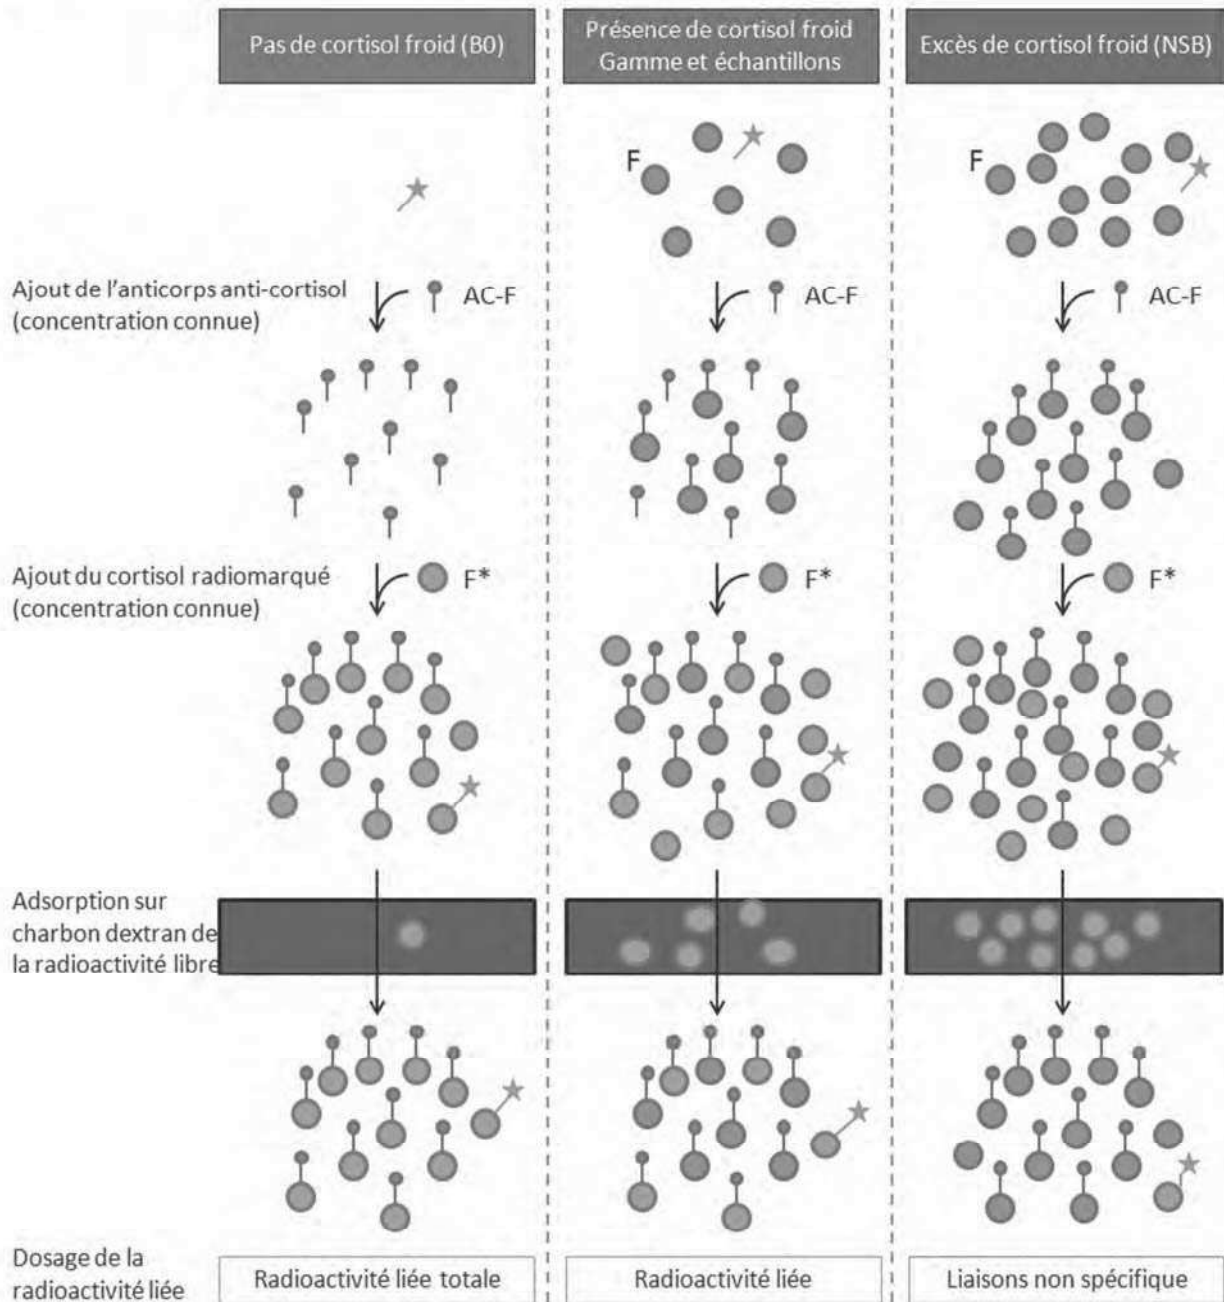 Pas de cortisol froid (B0)
Présence de cortisol froid
Gamme et échantillons
Excès de cortisol froid (NSB)
F
F
Ajout de l'anticorps anti-cortisol
(concentration connue)
AC-F
AC-F
AC-F
Ajout du cortisol radiomarqué
(concentration connue)
F*
F*
F*
Adsorption sur
charbon dextran de
la radioactivité libre
Dosage de la
radioactivité liée
Radioactivité liée totale
Radioactivité liée
Liaisons non spécifique